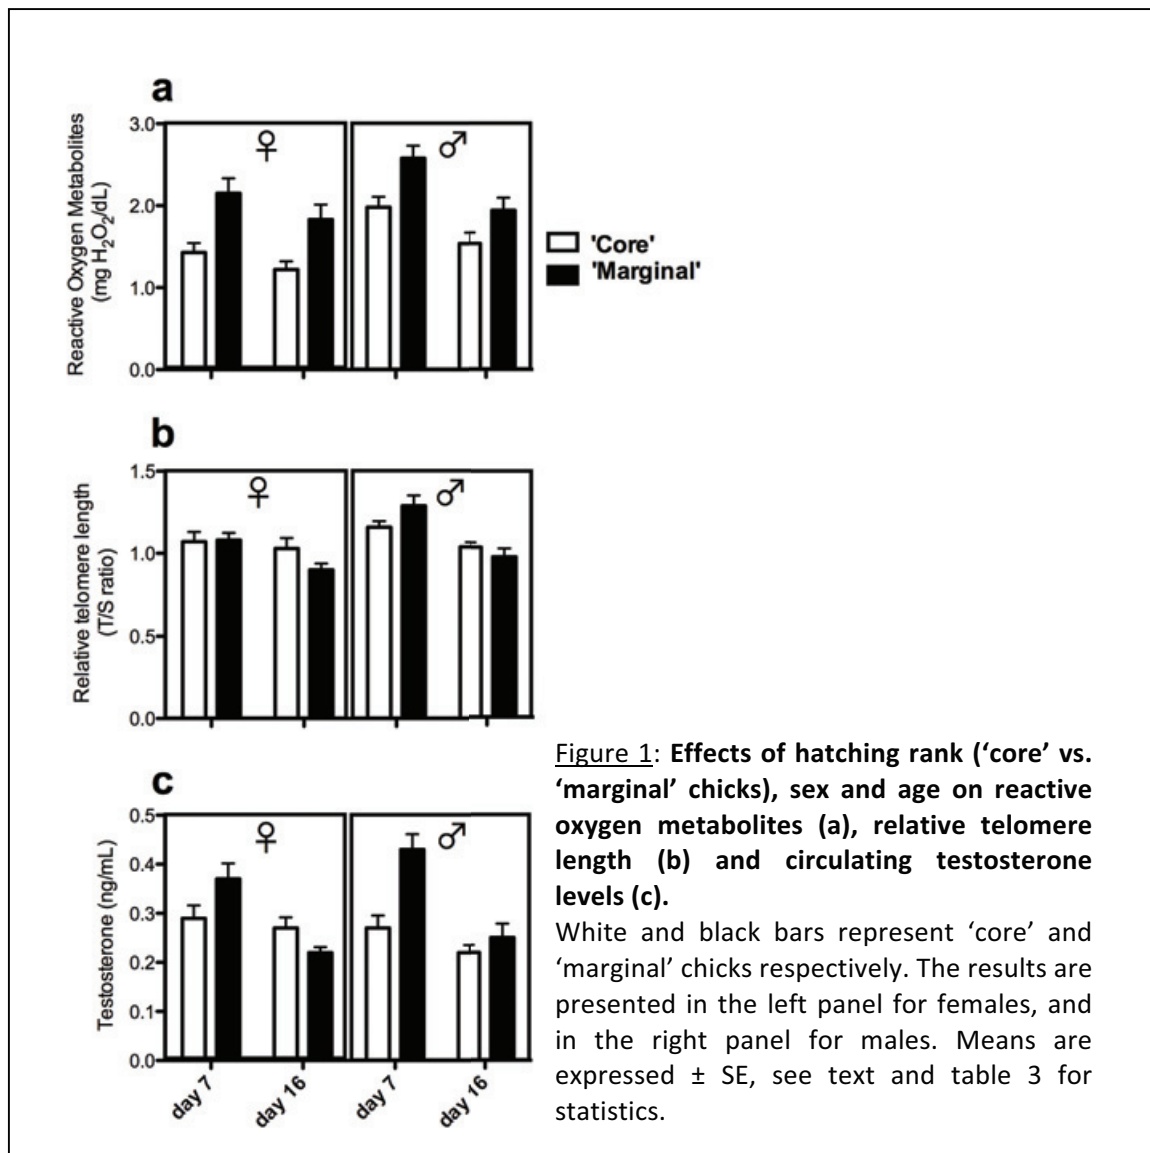 a
Reactive Oxygen Metabolites
(mg H₂O₂/dL)
3.0
2.0
1.0
0.0
♀
♂
'Core'
'Marginal'
b
Relative telomere length
(T/S ratio)
1.5
1.0
0.5
0.0
♀
♂
c
Testosterone (ng/mL)
0.5
0.4
0.3
0.2
0.1
0.0
♀
♂
day 7
day 16
day 7
day 16
Figure 1: Effects of hatching rank (‘core’ vs.
‘marginal’ chicks), sex and age on reactive
oxygen metabolites (a), relative telomere
length (b) and circulating testosterone
levels (c).
White and black bars represent ‘core’ and
‘marginal’ chicks respectively. The results are
presented in the left panel for females, and
in the right panel for males. Means are
expressed ± SE, see text and table 3 for
statistics.